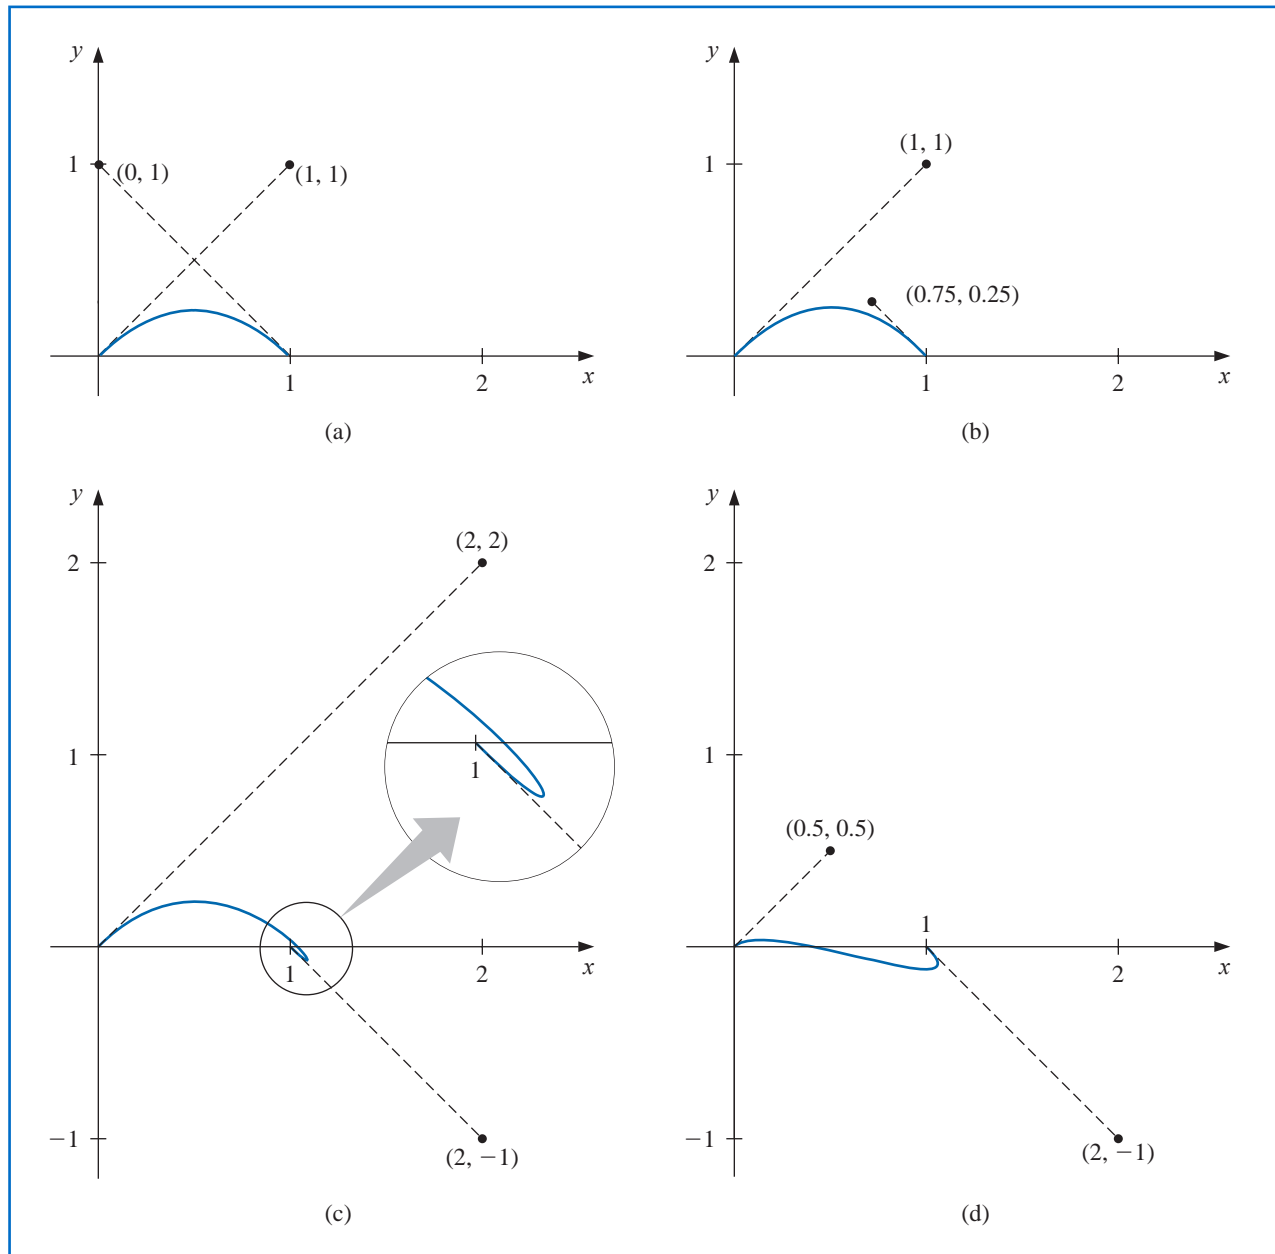 y
1
(0, 1)
(1, 1)
1
2
x
(a)
y
1
(1, 1)
(0.75, 0.25)
1
2
x
(b)
y
2
(2, 2)
1
1
1
2
x
−1
(2, −1)
(c)
y
2
1
(0.5, 0.5)
1
2
x
−1
(2, −1)
(d)